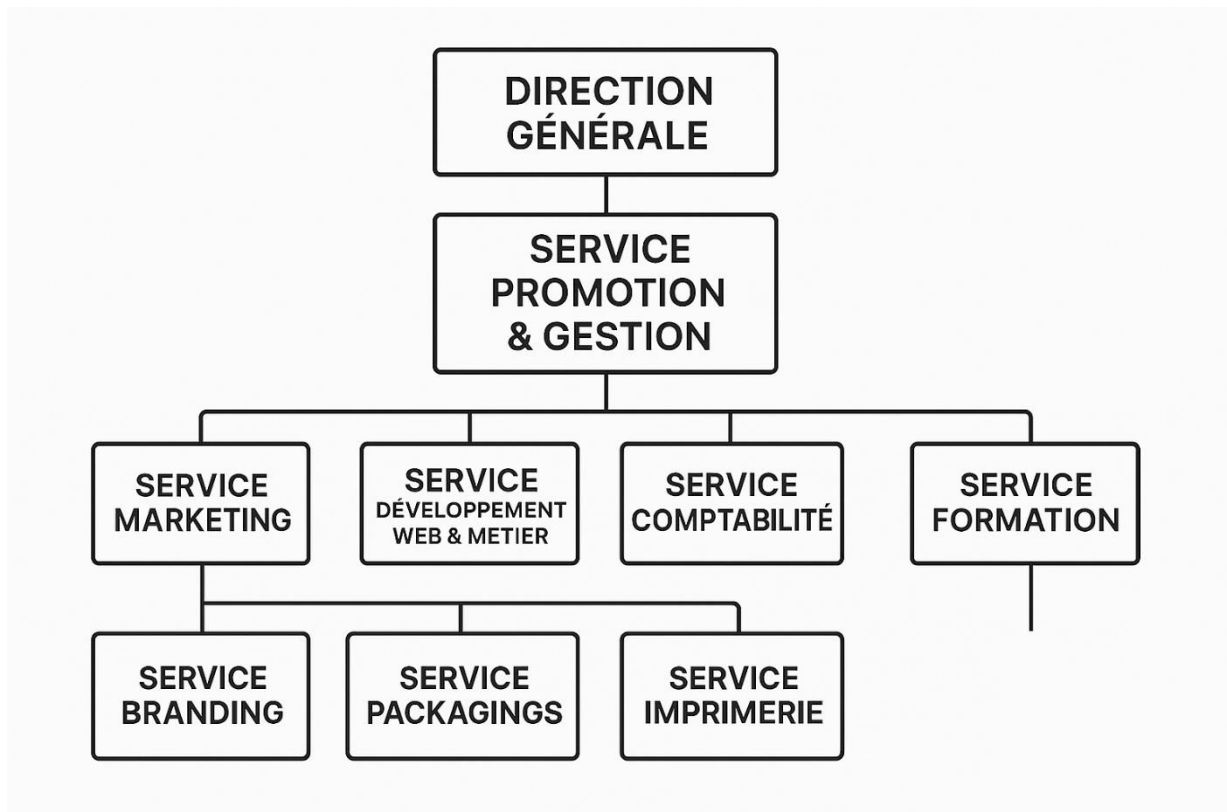 DIRECTION
GÉNÉRALE
SERVICE
PROMOTION
& GESTION
SERVICE
MARKETING
SERVICE
DÉVELOPPEMENT
WEB & METIER
SERVICE
COMPTABILITÉ
SERVICE
FORMATION
SERVICE
BRANDING
SERVICE
PACKAGINGS
SERVICE
IMPRIMERIE